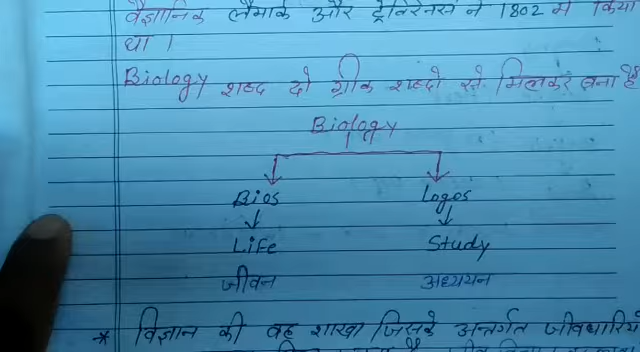 वैज्ञानिक लैमार्क और ट्रेविरेनस ने 1802 में किया
था ।
Biology शब्द दो ग्रीक शब्दो से मिलकर बना है
Biology
Bios Logos
Life Study
जीवन अध्ययन
* विज्ञान की वह शाखा जिसके अन्तर्गत जीवधारियों